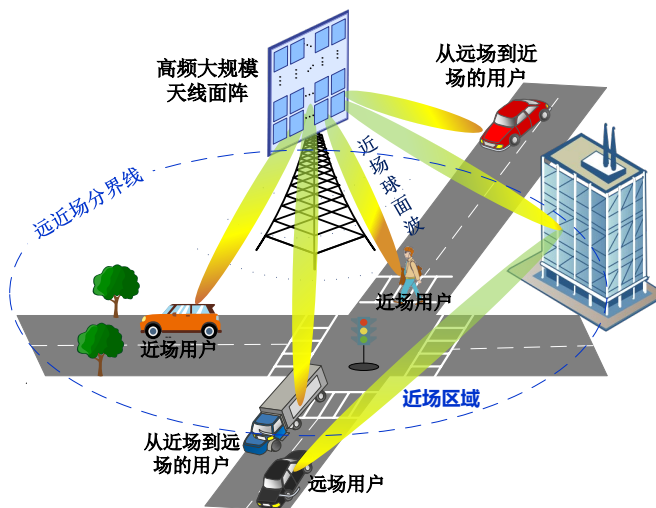 高频大规模
天线面阵
从远场到近
场的用户
远近场分界线
近场球面波
近场用户
近场用户
近场区域
从近场到远
场的用户
远场用户